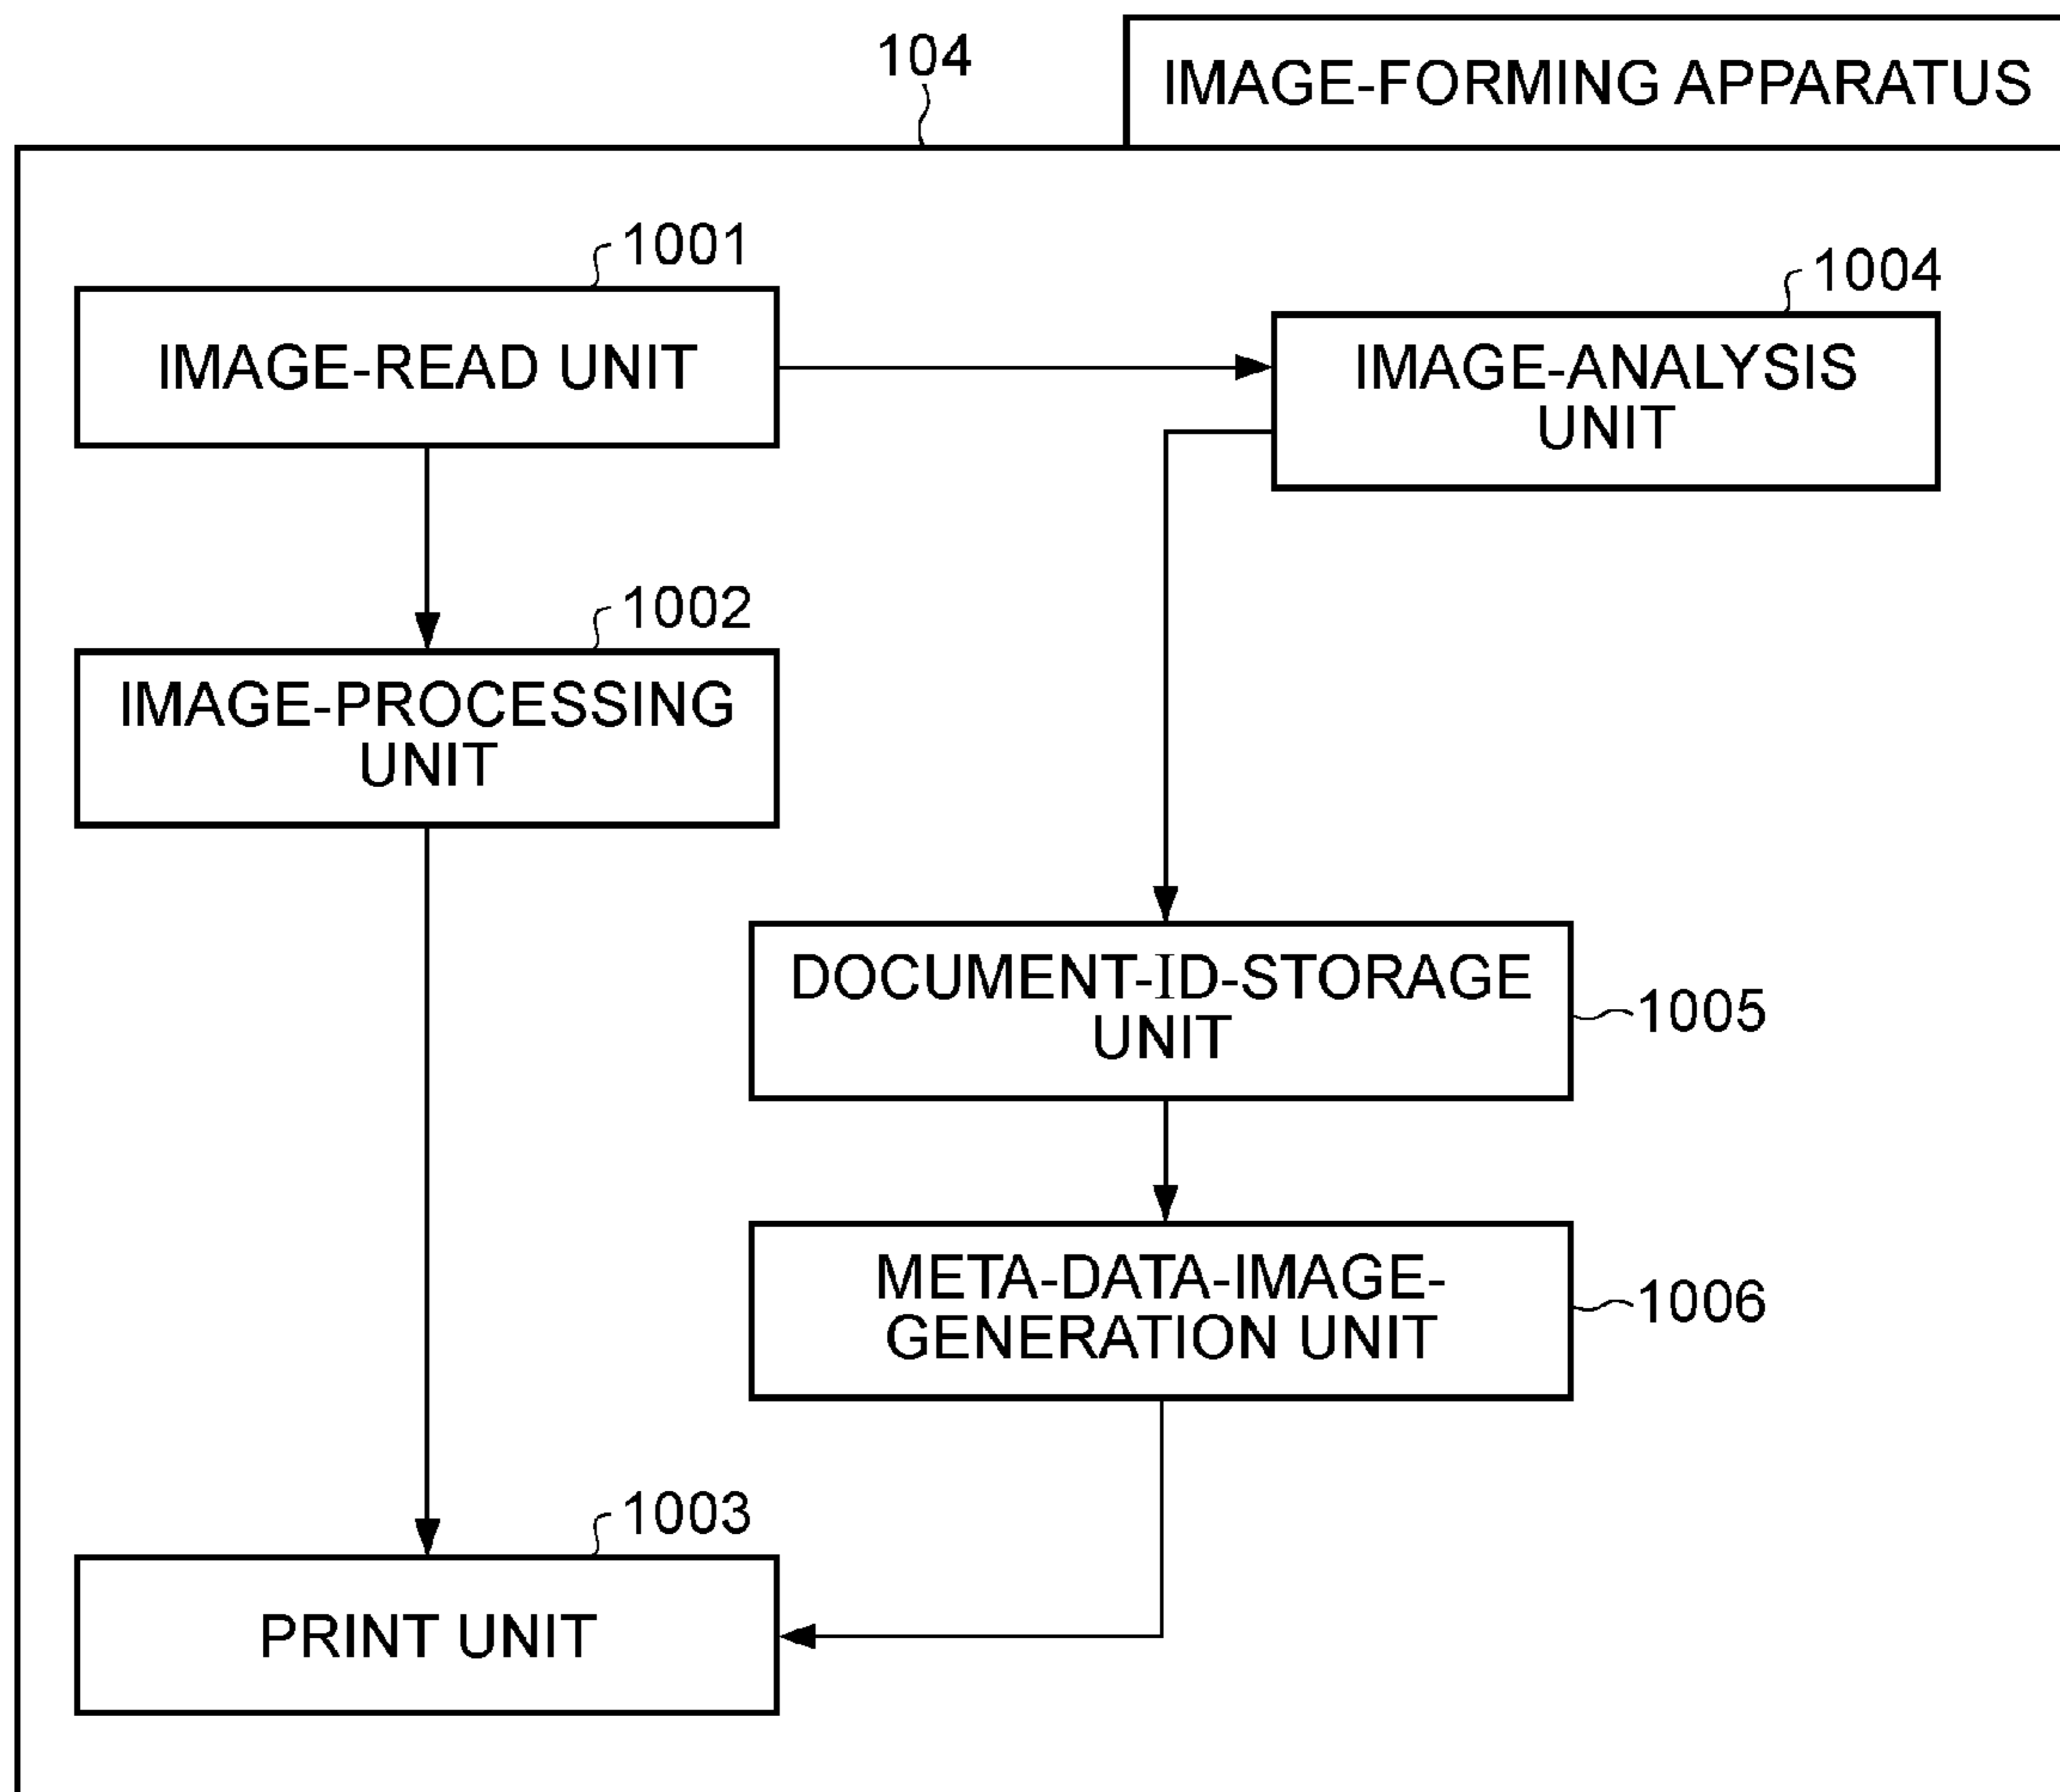 104
IMAGE-FORMING APPARATUS
1001
IMAGE-READ UNIT
1004
IMAGE-ANALYSIS
UNIT
1002
IMAGE-PROCESSING
UNIT
DOCUMENT-ID-STORAGE
UNIT
1005
META-DATA-IMAGE-
GENERATION UNIT
1006
1003
PRINT UNIT